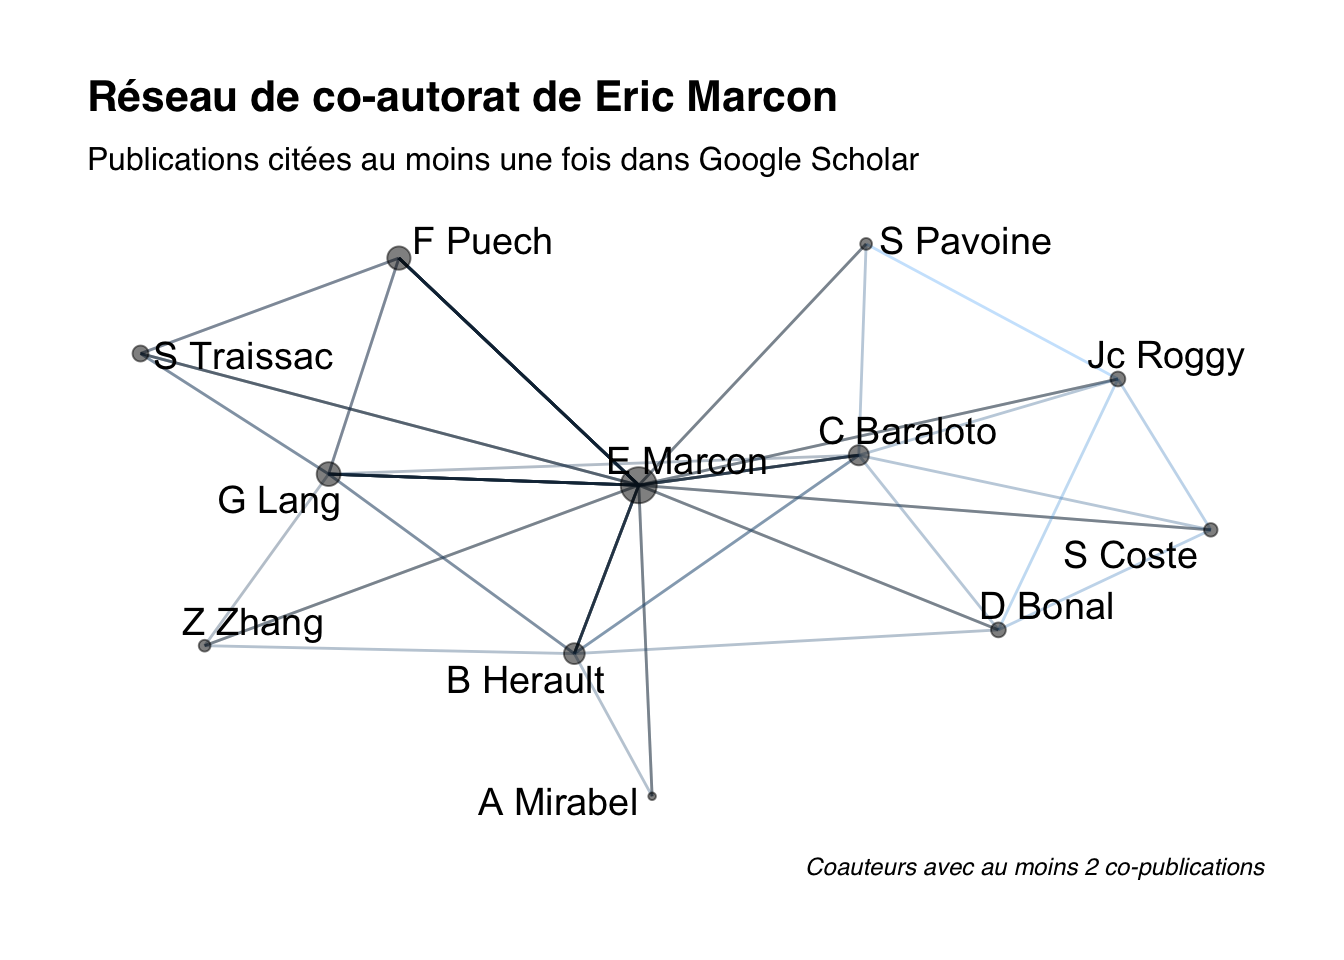 Réseau de co-autorat de Eric Marcon
Publications citées au moins une fois dans Google Scholar
F Puech
S Pavoine
S Traissac
Jc Roggy
C Baraloto
E Marcon
G Lang
S Coste
Z Zhang
D Bonal
B Herault
A Mirabel
Coauteurs avec au moins 2 co-publications